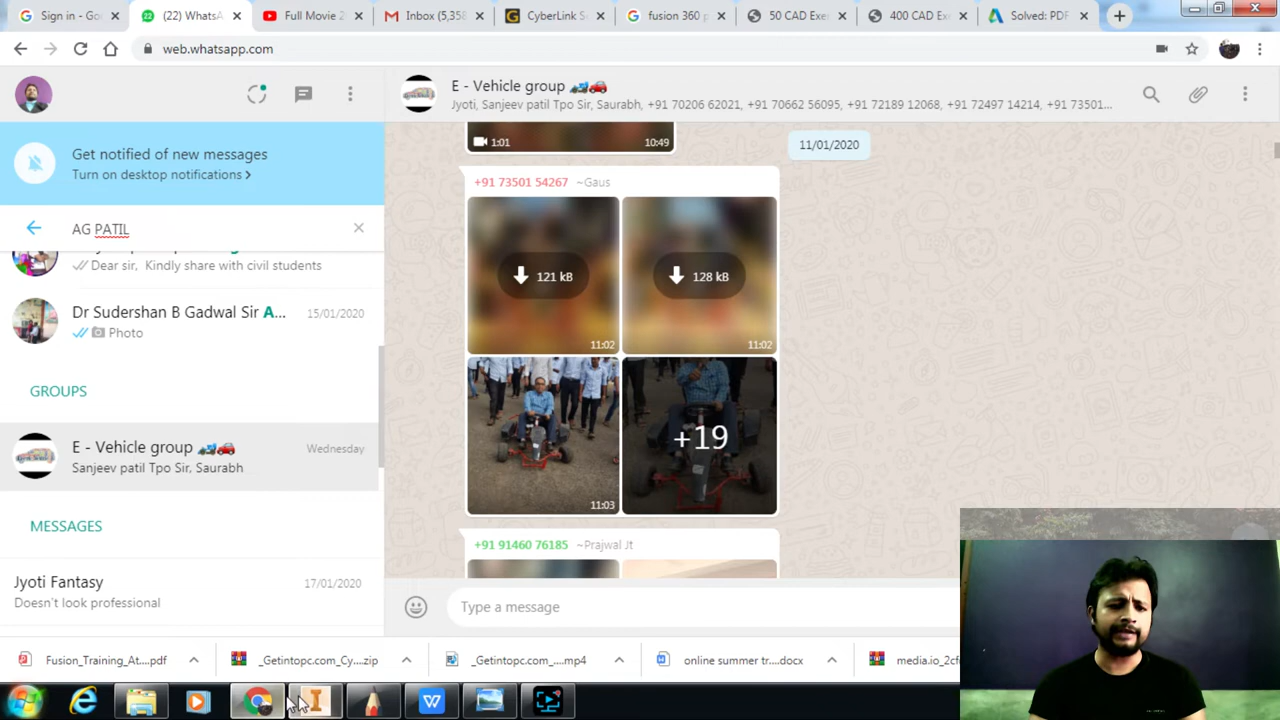 Sign in - Go
(22) WhatsA
Full Movie 2
Inbox (5,358
CyberLink S
fusion 360 p
50 CAD Exer
400 CAD Ex
Solved: PDF
web.whatsapp.com
E - Vehicle group
Jyoti, Sanjeev patil Tpo Sir, Saurabh, +91 70206 62021, +91 70662 56095, +91 72189 12068, +91 72497 14214, +91 73501...
Get notified of new messages
Turn on desktop notifications >
AG PATIL
Dear sir, Kindly share with civil students
Dr Sudershan B Gadwal Sir A...
15/01/2020
Photo
GROUPS
E - Vehicle group
Wednesday
Sanjeev patil Tpo Sir, Saurabh
MESSAGES
Jyoti Fantasy
17/01/2020
Doesn't look professional
1:01
10:49
11/01/2020
+91 73501 54267 ~Gaus
121 kB
128 kB
11:02
11:02
+19
11:03
+91 91460 76185 ~Prajwal Jt
Type a message
Fusion_Training_At....pdf
_Getintopc.com_Cy....zip
_Getintopc.com_....mp4
online summer tr....docx
media.io_2cf